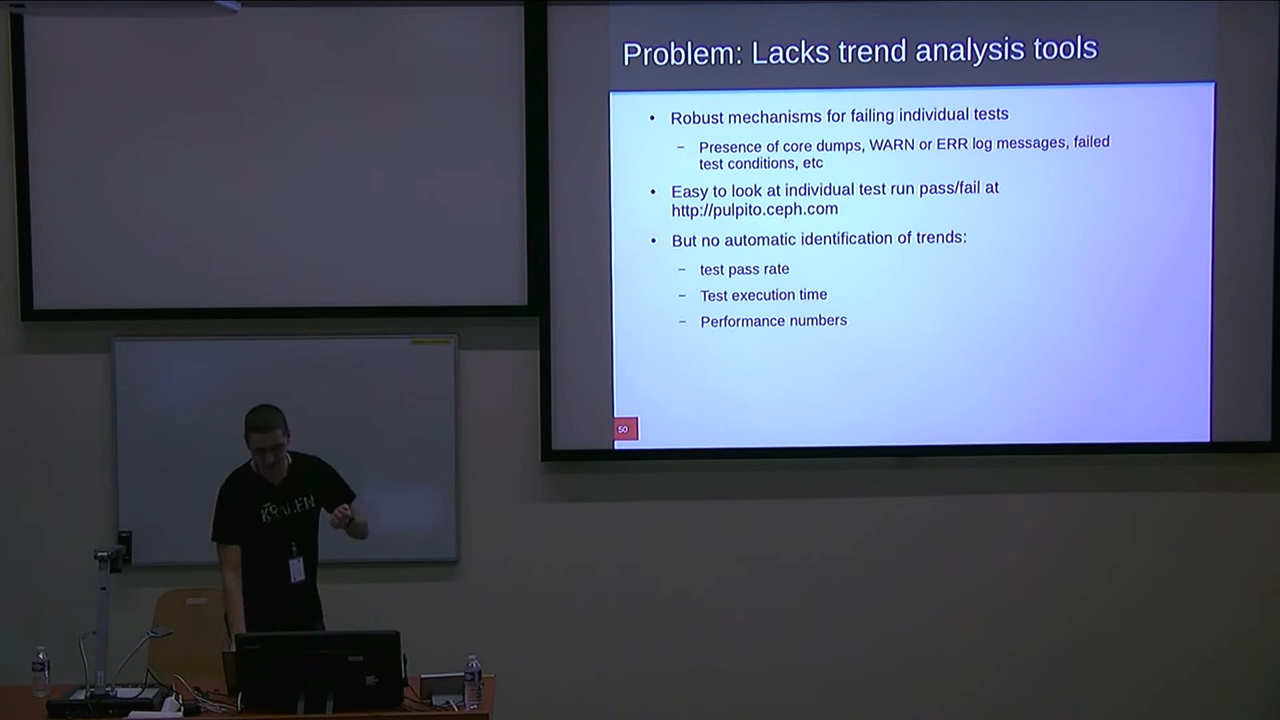 Problem: Lacks trend analysis tools
• Robust mechanisms for failing individual tests
– Presence of core dumps, WARN or ERR log messages, failed
test conditions, etc
• Easy to look at individual test run pass/fail at
http://pulpito.ceph.com
• But no automatic identification of trends:
– test pass rate
– Test execution time
– Performance numbers
50
KRAKEN